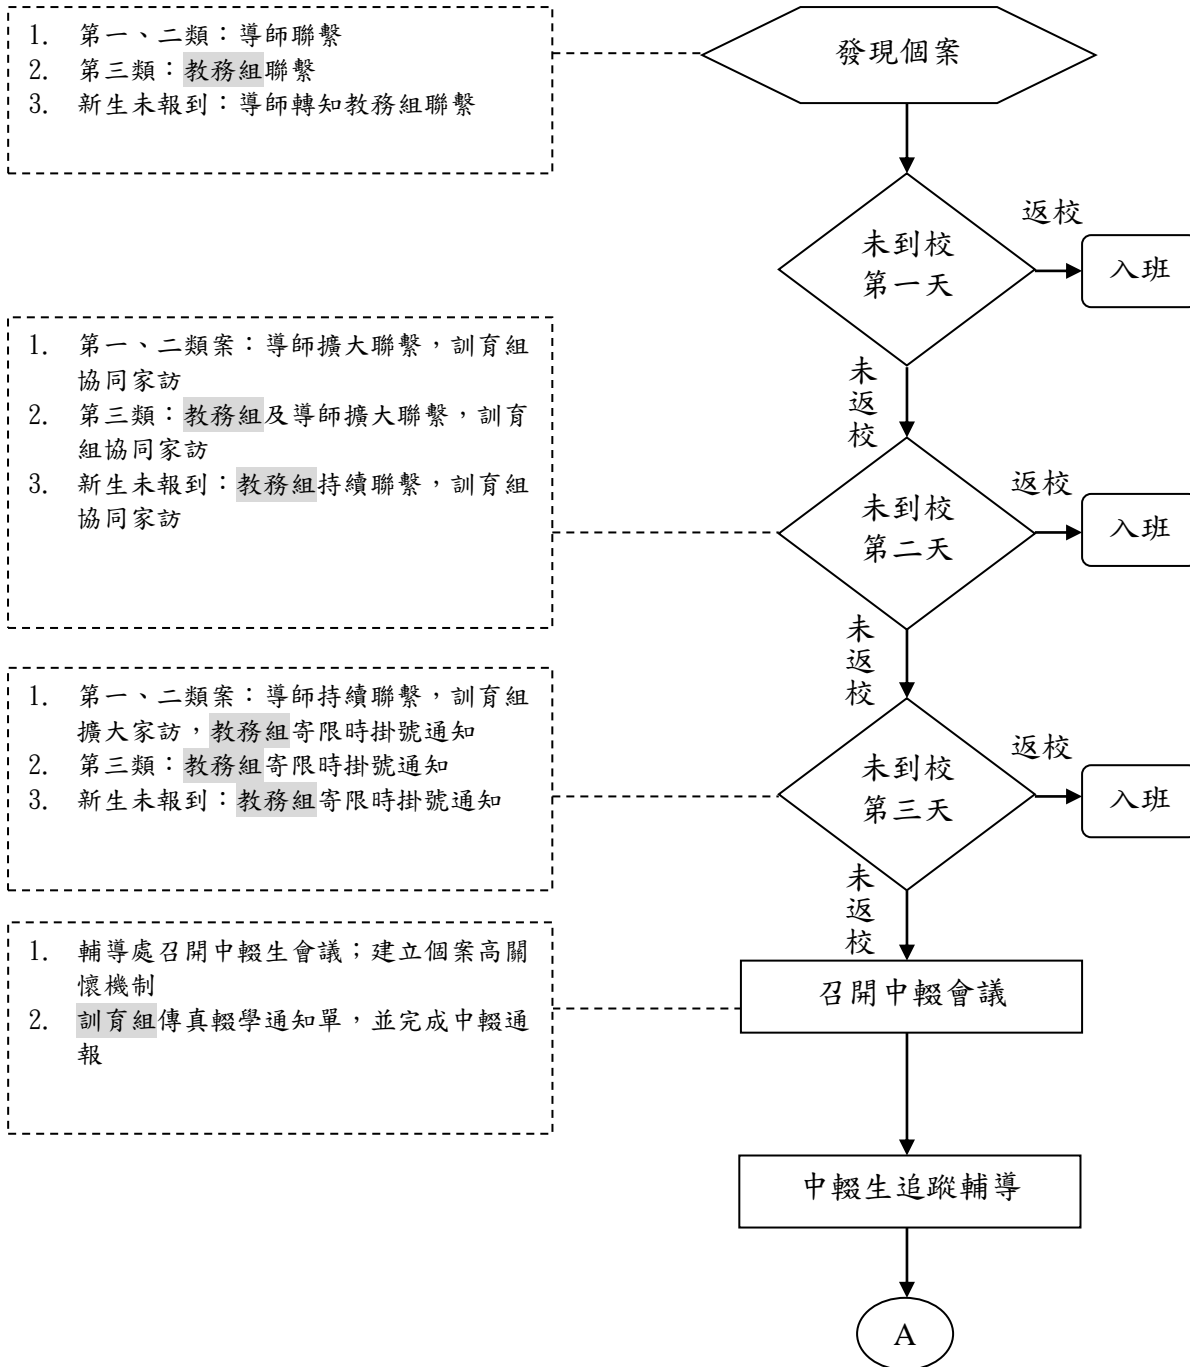 1. 第一、二類：導師聯繫
2. 第三類：教務組聯繫
3. 新生未報到：導師轉知教務組聯繫
發現個案
未到校
第一天
返校
入班
未返校
1. 第一、二類案：導師擴大聯繫，訓育組
協同家訪
2. 第三類：教務組及導師擴大聯繫，訓育
組協同家訪
3. 新生未報到：教務組持續聯繫，訓育組
協同家訪
未到校
第二天
返校
入班
未返校
1. 第一、二類案：導師持續聯繫，訓育組
擴大家訪，教務組寄限時掛號通知
2. 第三類：教務組寄限時掛號通知
3. 新生未報到：教務組寄限時掛號通知
未到校
第三天
返校
入班
未返校
1. 輔導處召開中輟生會議；建立個案高關
懷機制
2. 訓育組傳真輟學通知單，並完成中輟通
報
召開中輟會議
中輟生追蹤輔導
A